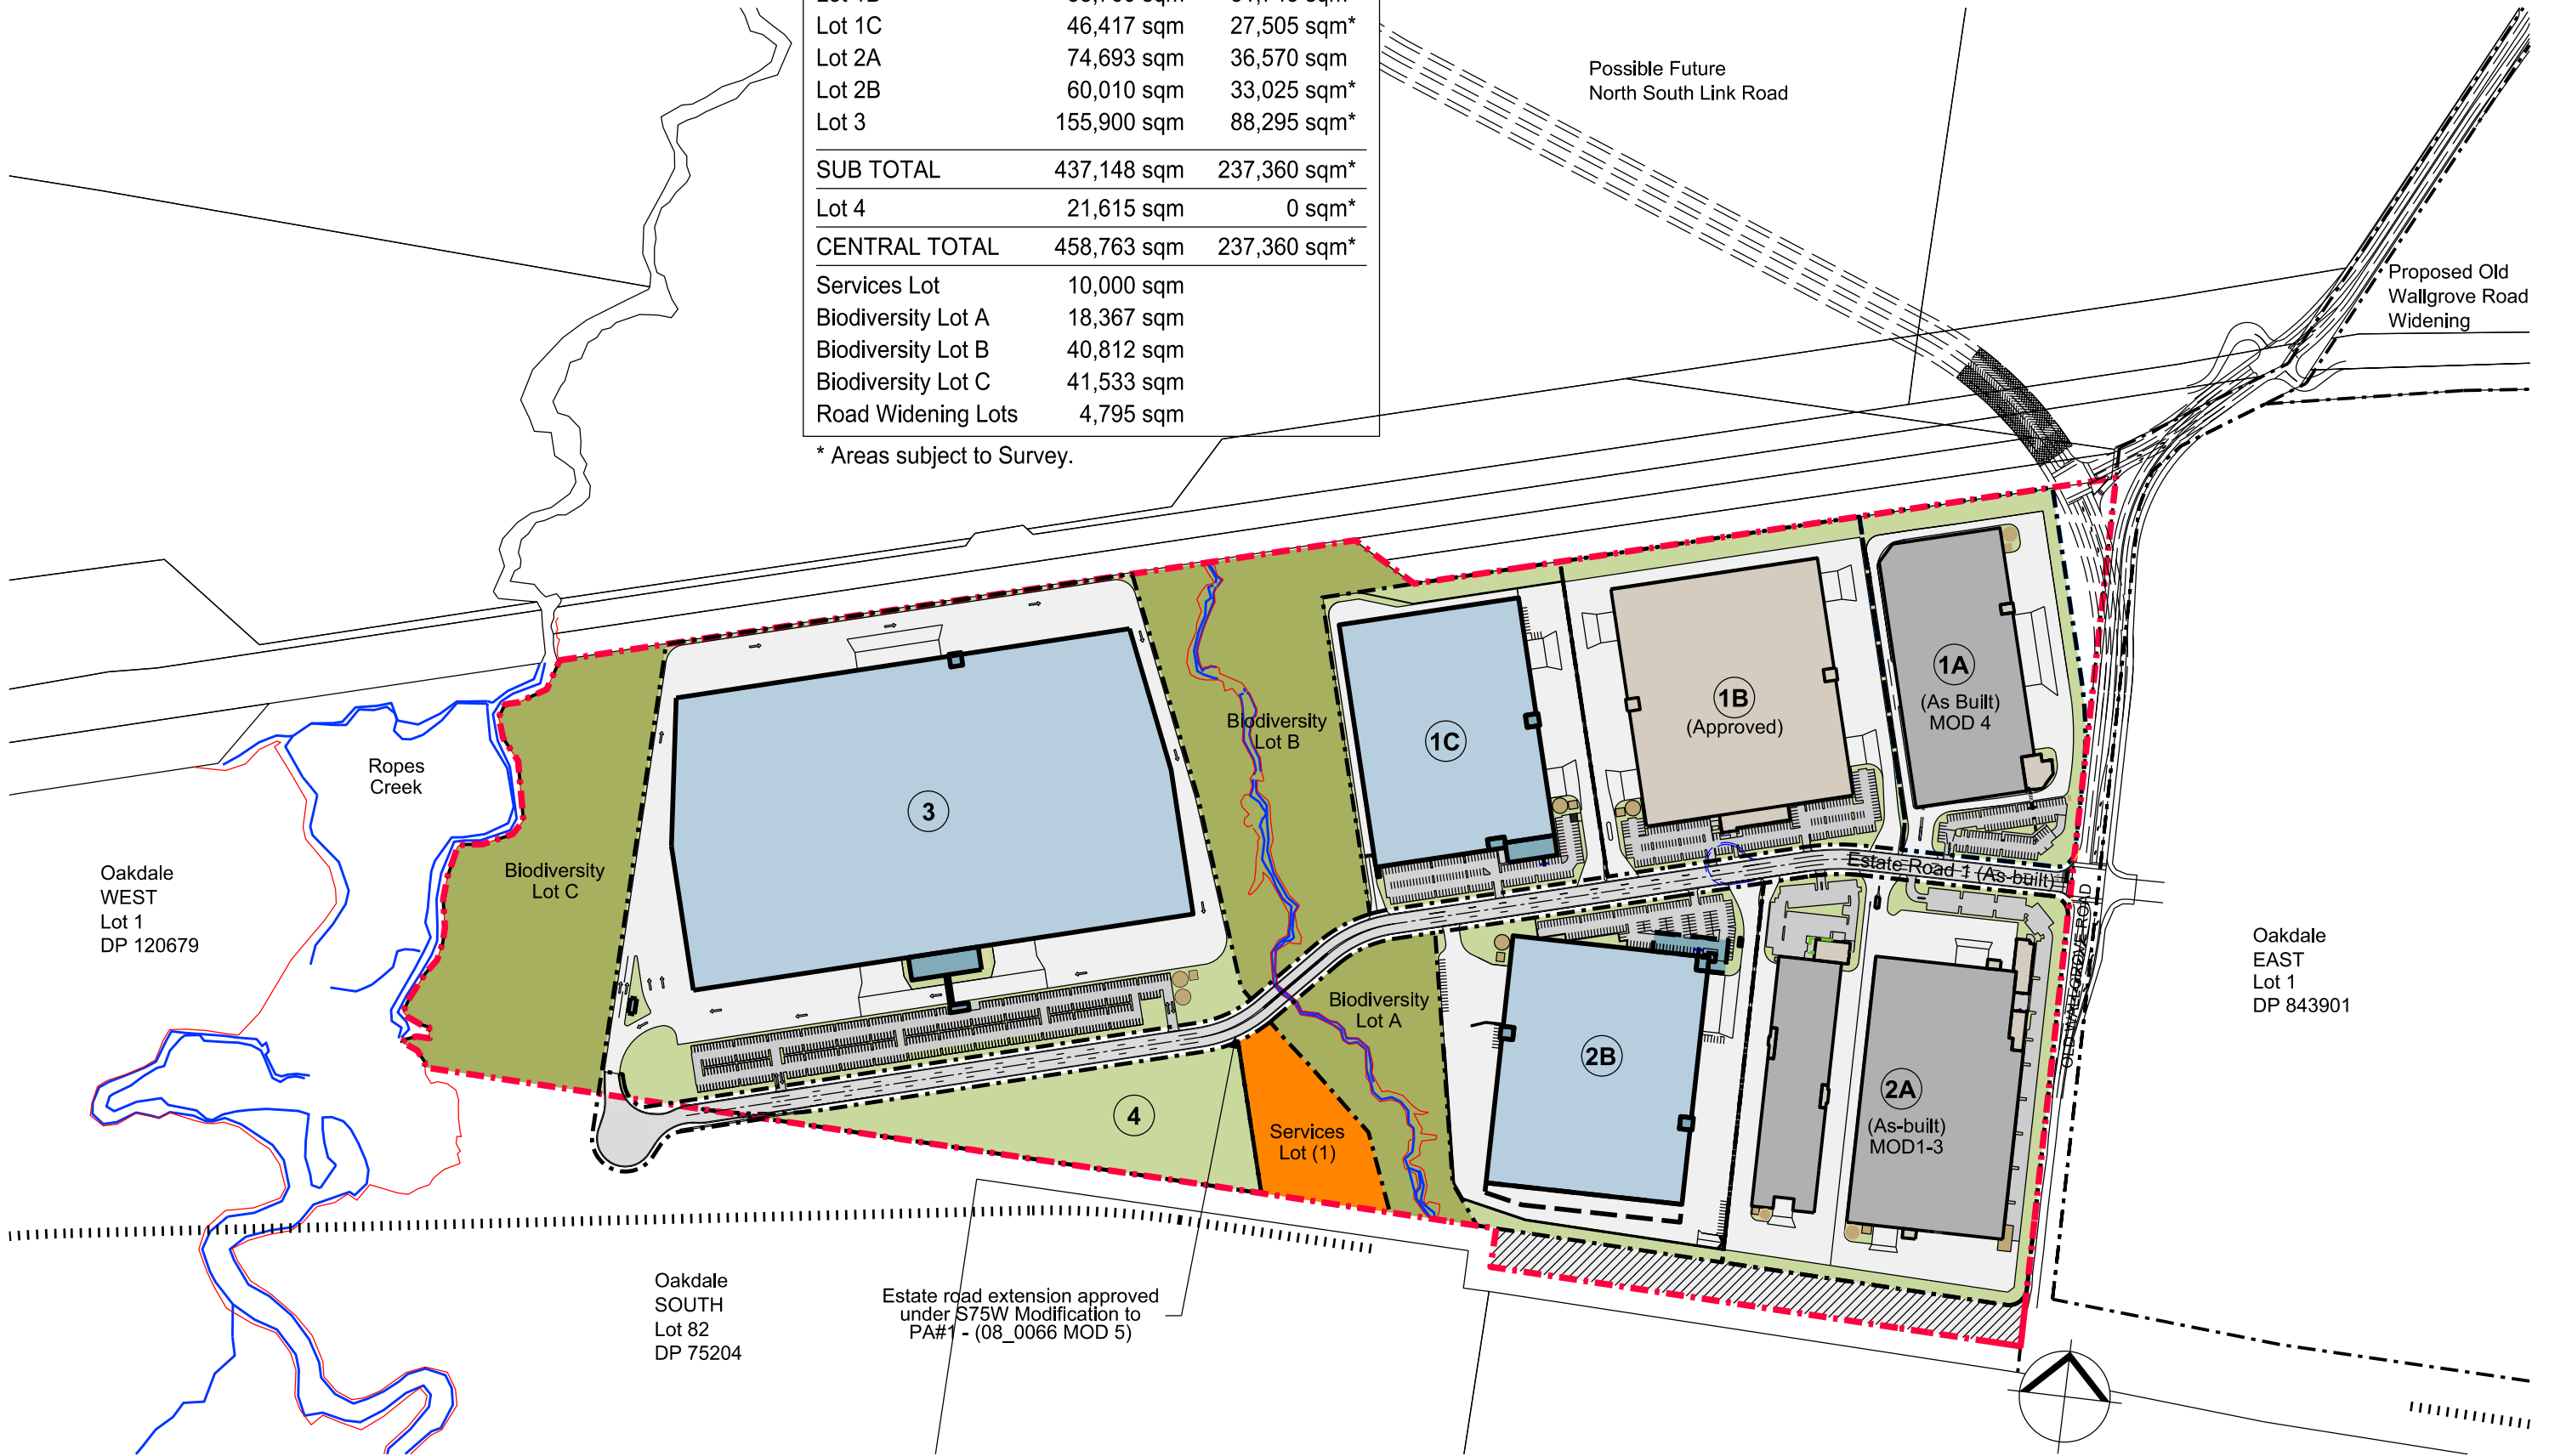 Lot 1C 46,417 sqm 27,505 sqm*
Lot 2A 74,693 sqm 36,570 sqm
Lot 2B 60,010 sqm 33,025 sqm*
Lot 3 155,900 sqm 88,295 sqm*
SUB TOTAL 437,148 sqm 237,360 sqm*
Lot 4 21,615 sqm 0 sqm*
CENTRAL TOTAL 458,763 sqm 237,360 sqm*
Services Lot 10,000 sqm
Biodiversity Lot A 18,367 sqm
Biodiversity Lot B 40,812 sqm
Biodiversity Lot C 41,533 sqm
Road Widening Lots 4,795 sqm
* Areas subject to Survey.
Possible Future
North South Link Road
Proposed Old
Wallgrove Road
Widening
Ropes
Creek
Oakdale
WEST
Lot 1
DP 120679
Biodiversity
Lot C
3
Biodiversity
Lot B
1C
1B
(Approved)
1A
(As Built)
MOD 4
Estate Road 1 (As-built)
OLD WALLGROVE ROAD
Oakdale
EAST
Lot 1
DP 843901
Biodiversity
Lot A
2B
2A
(As-built)
MOD1-3
4
Services
Lot (1)
Oakdale
SOUTH
Lot 82
DP 75204
Estate road extension approved
under S75W Modification to
PA#1 - (08_0066 MOD 5)